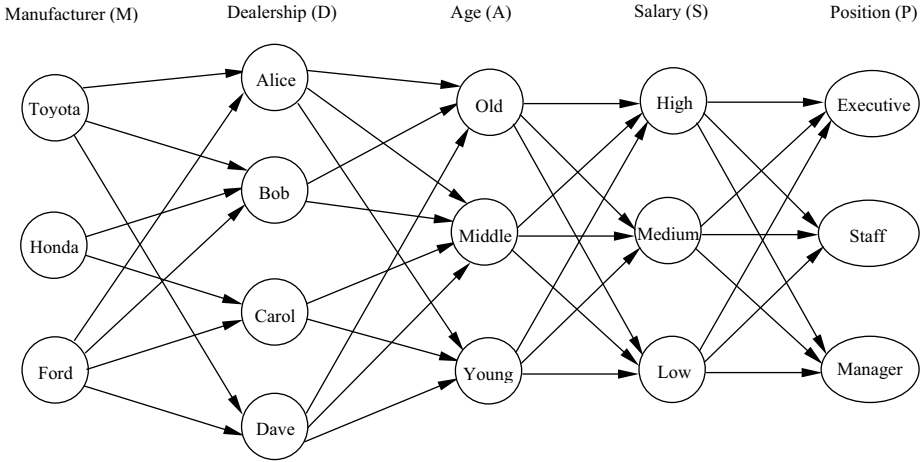 Manufacturer (M) Dealership (D) Age (A) Salary (S) Position (P)
Toyota Alice Old High Executive
Honda Bob Middle Medium Staff
Ford Carol Young Low Manager
Dave